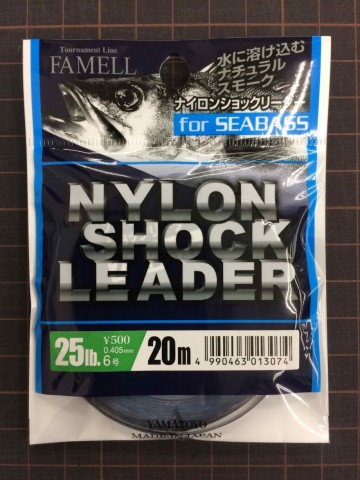 Tournament Line
FAMELL
水に溶け込む
ナチュラル
スモーク
ナイロンショックリーダー
for SEABASS
NYLON
SHOCK
LEADER
25lb.
¥500
0.405mm
6号
20m
4 990463 013074
YAMATOYO
MADE IN JAPAN